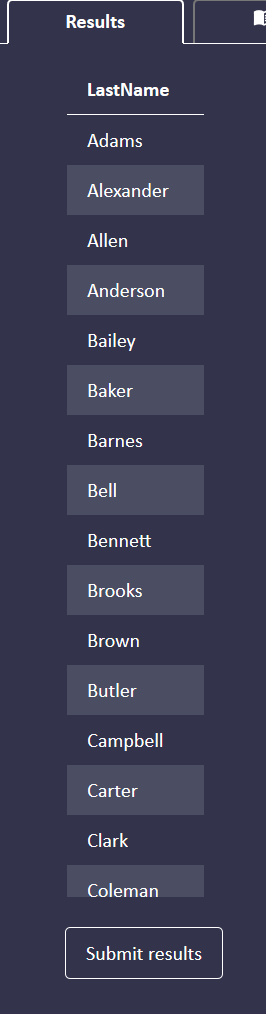 Results
LastName
Adams
Alexander
Allen
Anderson
Bailey
Baker
Barnes
Bell
Bennett
Brooks
Brown
Butler
Campbell
Carter
Clark
Coleman
Submit results